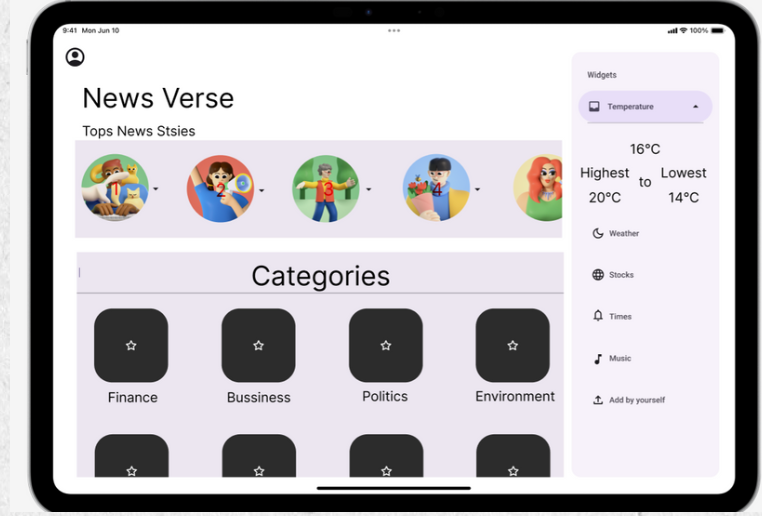 9:41 Mon Jun 10
100%
News Verse
Tops News Stsies
1
2
3
4
Categories
Finance
Bussiness
Politics
Environment
Widgets
Temperature
16°C
Highest to Lowest
20°C 14°C
Weather
Stocks
Times
Music
Add by yourself